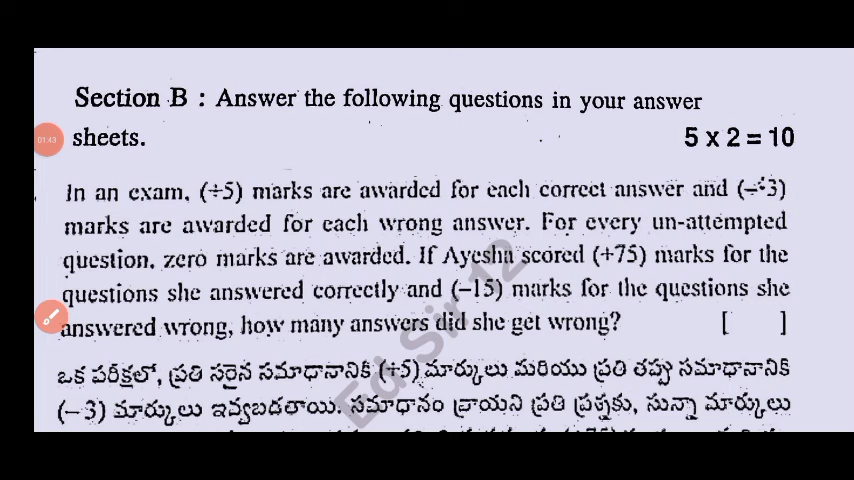 Section B : Answer the following questions in your answer
sheets.
5 x 2 = 10
01:43
In an exam, (+5) marks are awarded for each correct answer and (-3)
marks are awarded for each wrong answer. For every un-attempted
question, zero marks are awarded. If Ayesha scored (+75) marks for the
questions she answered correctly and (–15) marks for the questions she
answered wrong, how many answers did she get wrong? [ ]
ఒక పరీక్షలో, ప్రతి సరైన సమాధానానికి (+5) మార్కులు మరియు ప్రతి తప్పు సమాధానానికి
(– 3) మార్కులు ఇవ్వబడతాయి. సమాధానం వ్రాయని ప్రతి ప్రశ్నకు, సున్నా మార్కులు
Ed Sir 12